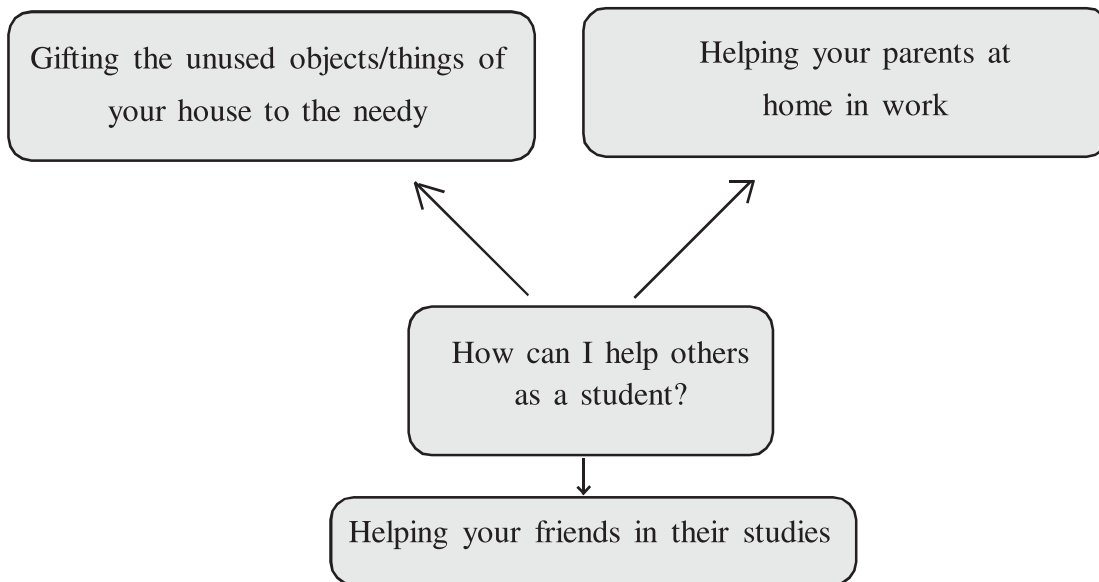 Gifting the unused objects/things of
your house to the needy
Helping your parents at
home in work
How can I help others
as a student?
Helping your friends in their studies